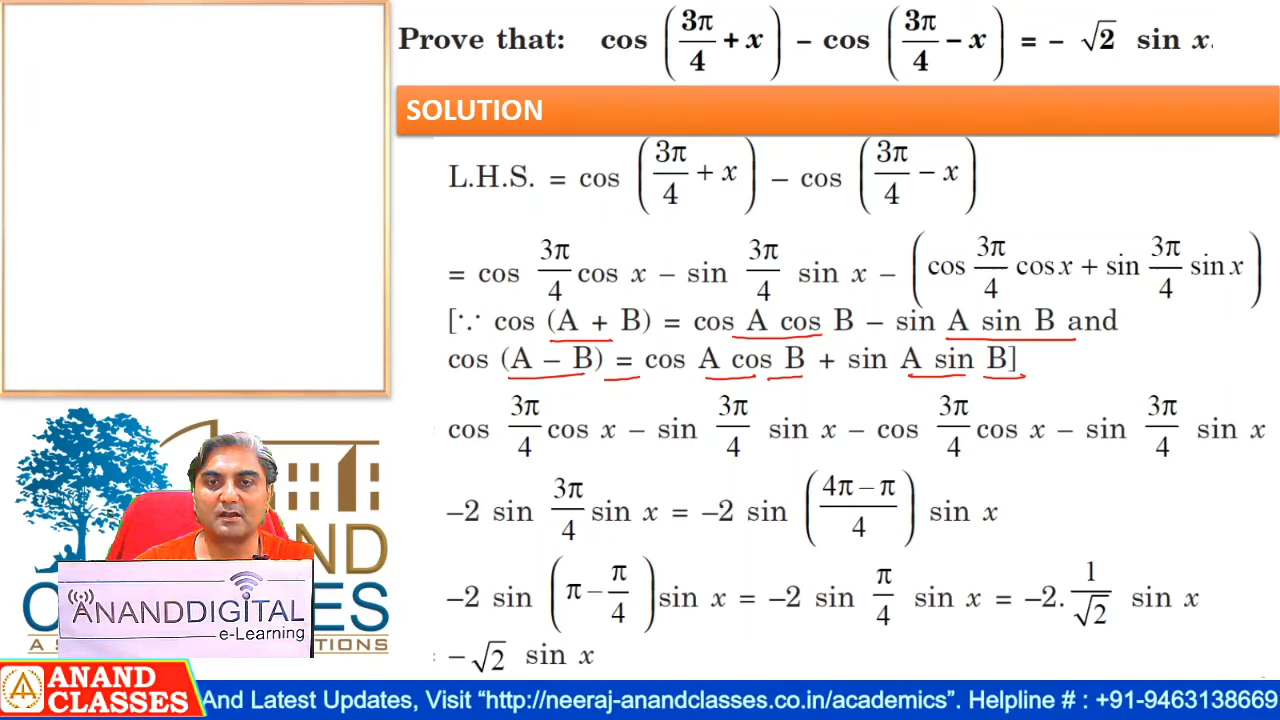 Prove that: cos (3π/4 + x) – cos (3π/4 – x) = – √2 sin x.
SOLUTION
L.H.S. = cos (3π/4 + x) – cos (3π/4 – x)
= cos 3π/4 cos x – sin 3π/4 sin x – (cos 3π/4 cos x + sin 3π/4 sin x)
[∵ cos (A + B) = cos A cos B – sin A sin B and
cos (A – B) = cos A cos B + sin A sin B]
cos 3π/4 cos x – sin 3π/4 sin x – cos 3π/4 cos x – sin 3π/4 sin x
–2 sin 3π/4 sin x = –2 sin (4π – π/4) sin x
–2 sin (π – π/4) sin x = –2 sin π/4 sin x = –2. 1/√2 sin x
– √2 sin x
ANANDDIGITAL
e-Learning
ANAND
CLASSES
And Latest Updates, Visit “http://neeraj-anandclasses.co.in/academics”. Helpline # : +91-9463138669